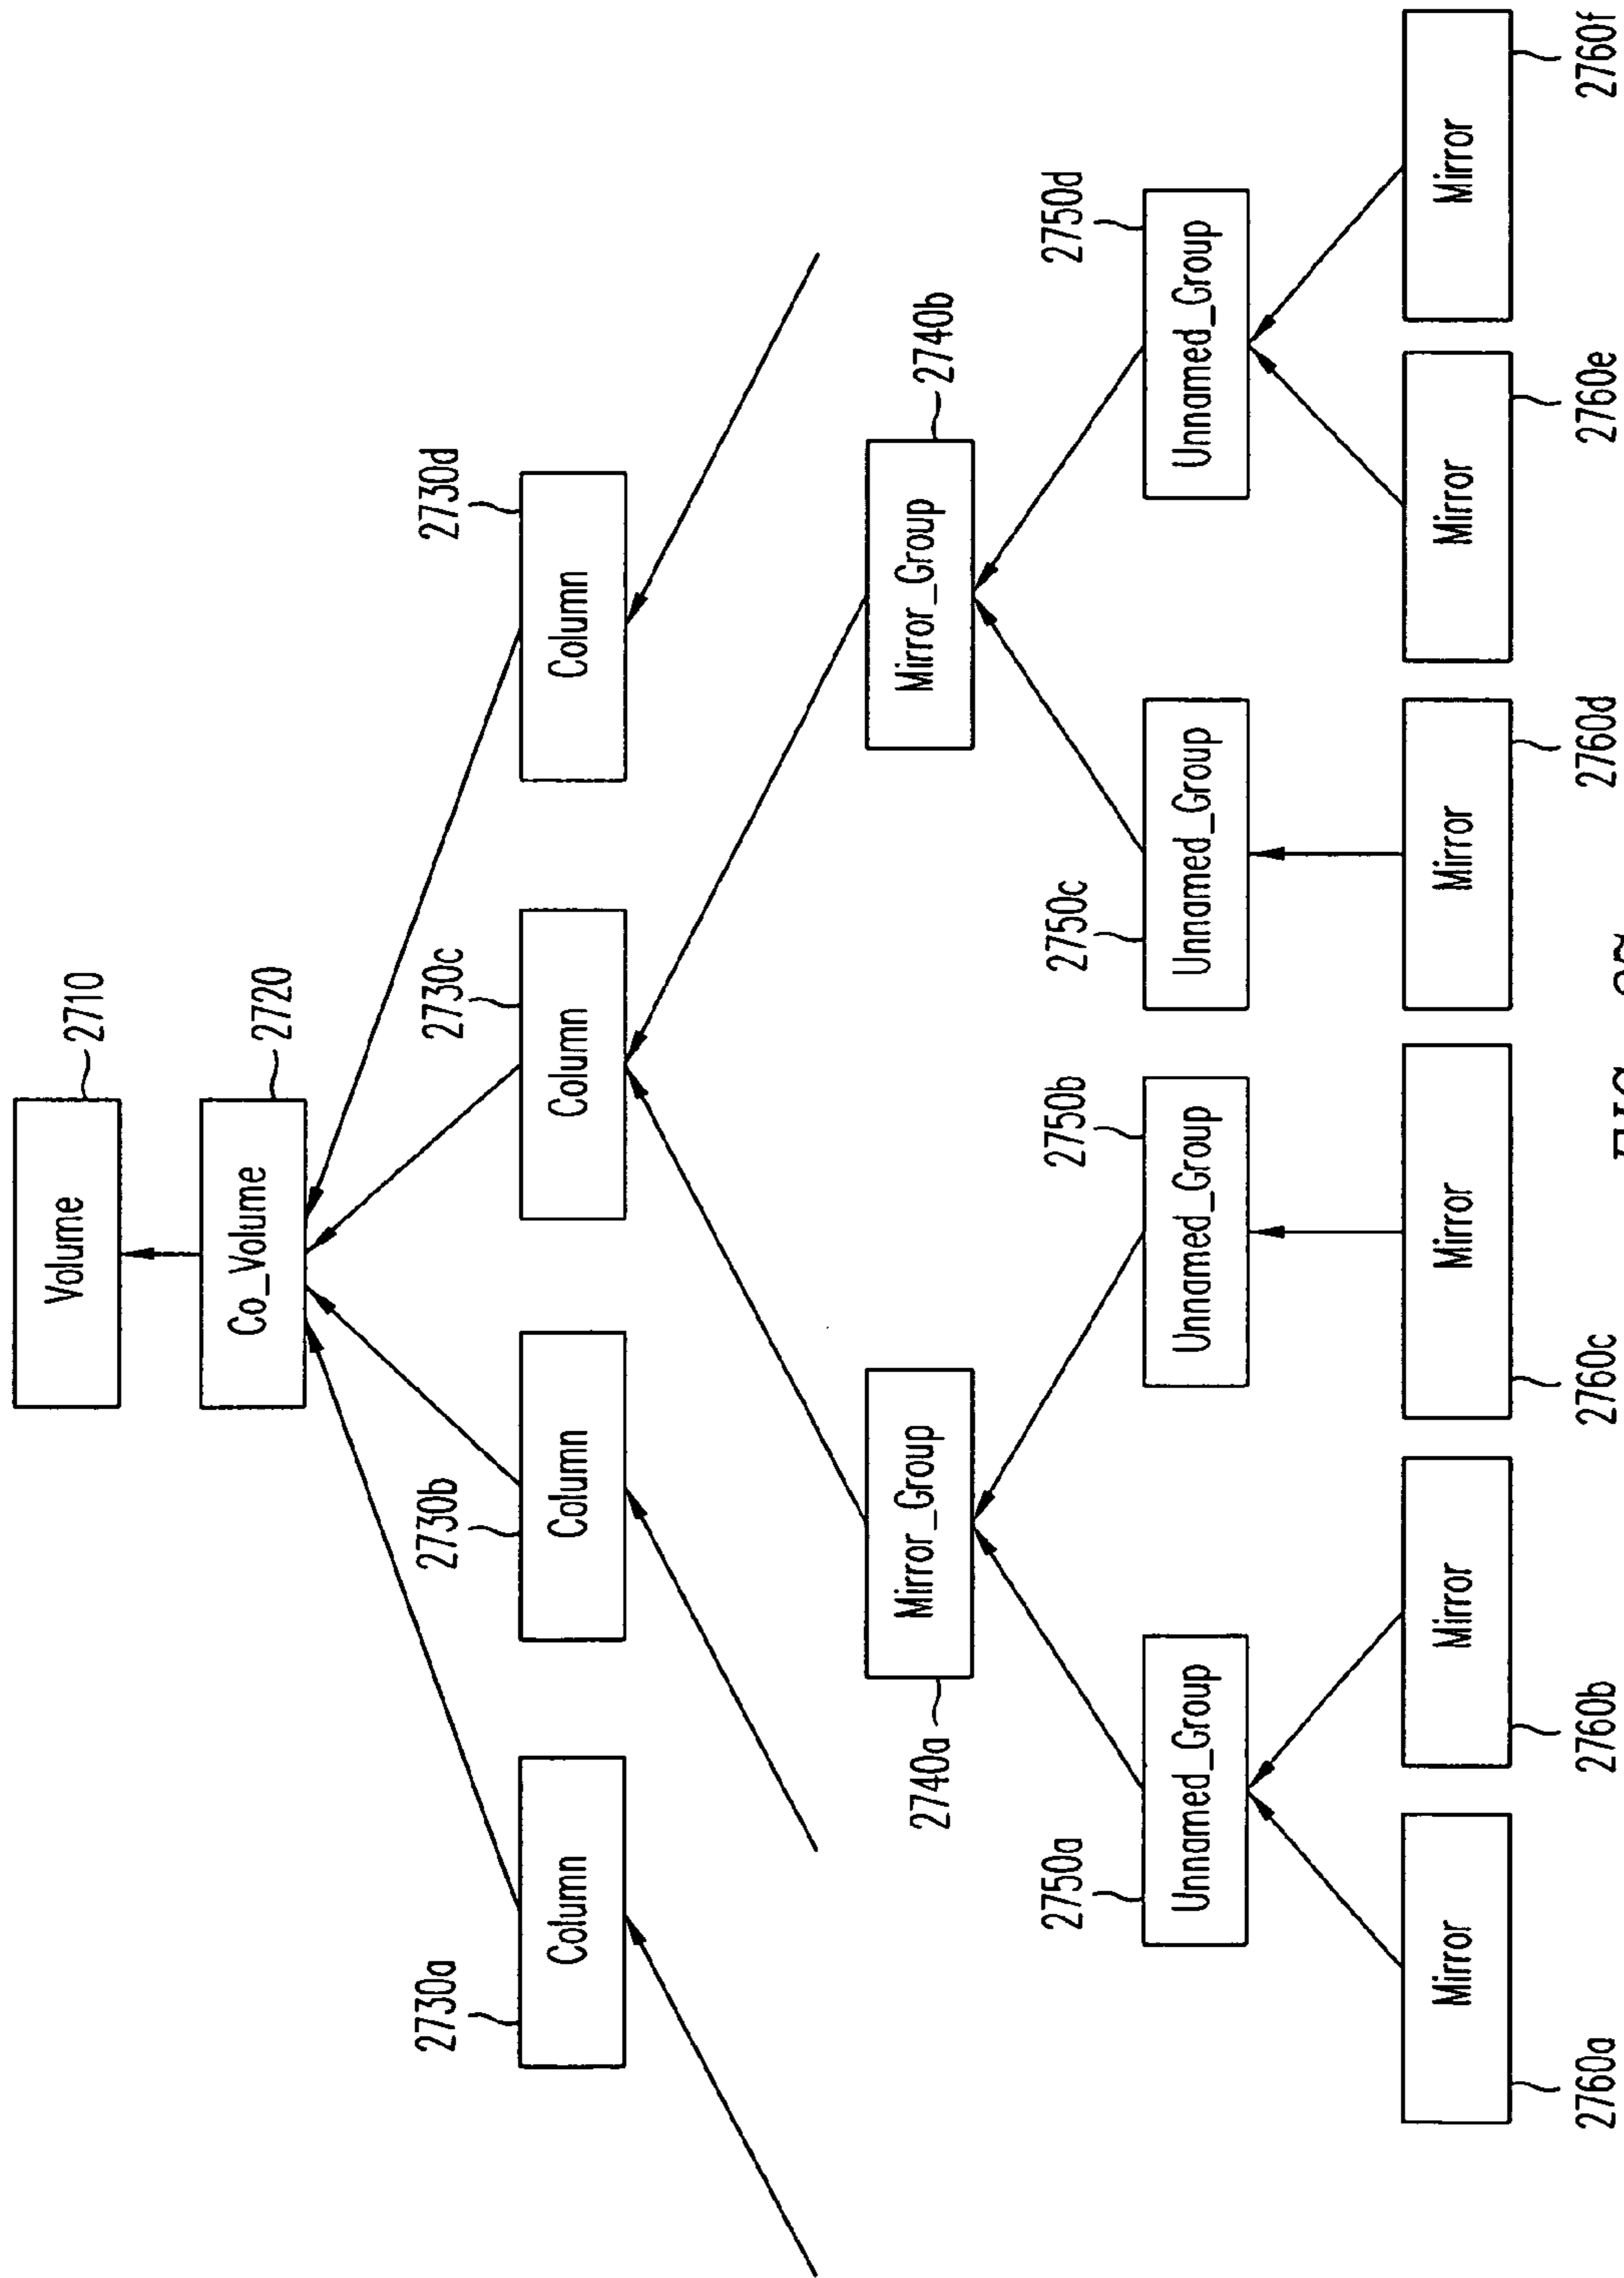 Volume
2710
Co_Volume
2720
2730a
Column
2730b
Column
2730c
Column
2730d
Column
2740a
Mirror_Group
Mirror_Group
2740b
2750a
Unnamed_Group
2750b
Unnamed_Group
2750c
Unnamed_Group
2750d
Unnamed_Group
Mirror
Mirror
Mirror
Mirror
Mirror
Mirror
2760a
2760b
2760c
2760d
2760e
2760f